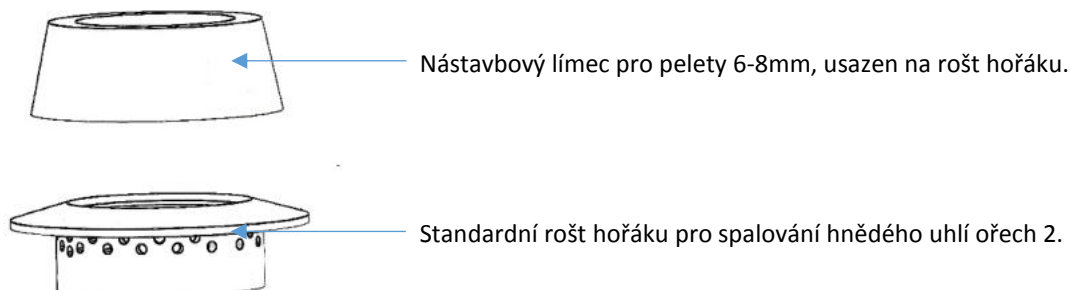 Nástavbový límec pro pelety 6-8mm, usazen na rošt hořáku.
Standardní rošt hořáku pro spalování hnědého uhlí ořech 2.